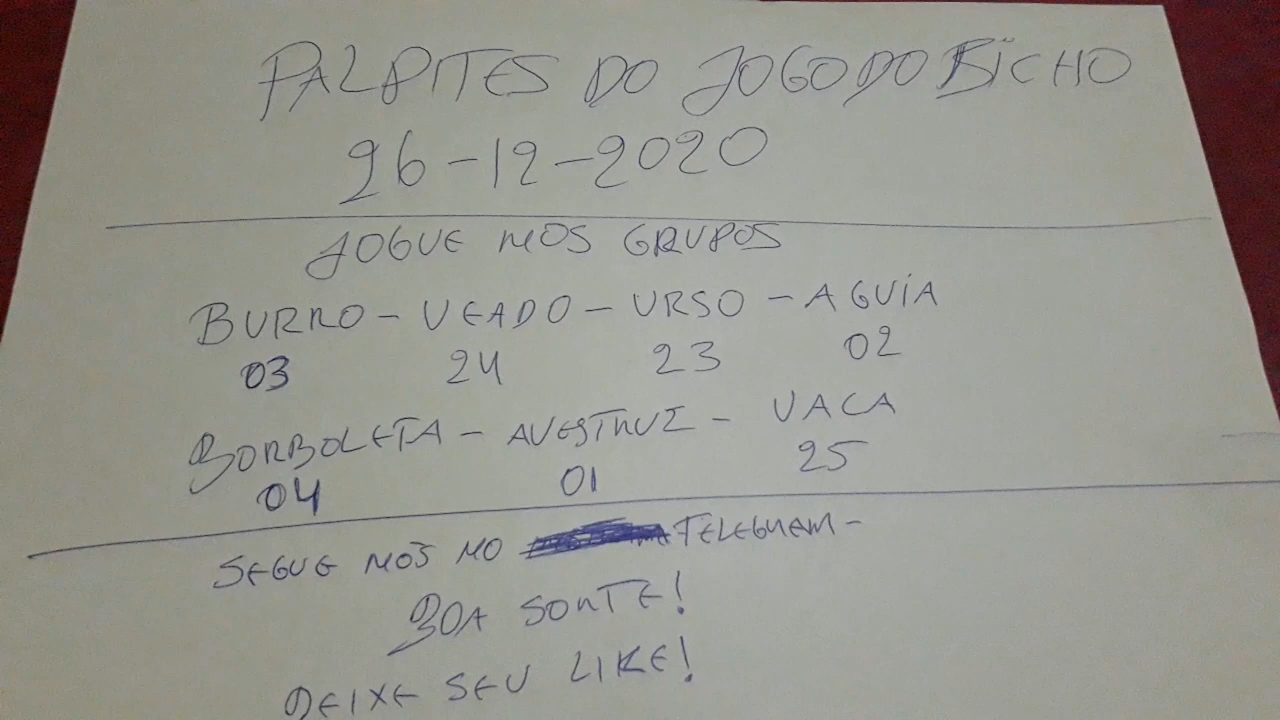 PALPITES DO JOGO DO BICHO
26-12-2020
JOGUE NOS GRUPOS
BURRO - VEADO - URSO - AGUIA
03 24 23 02
BORBOLETA - AVESTRUZ - VACA
04 01 25
SEGUE NOS NO TELEGRAM -
BOA SORTE!
DEIXE SEU LIKE!